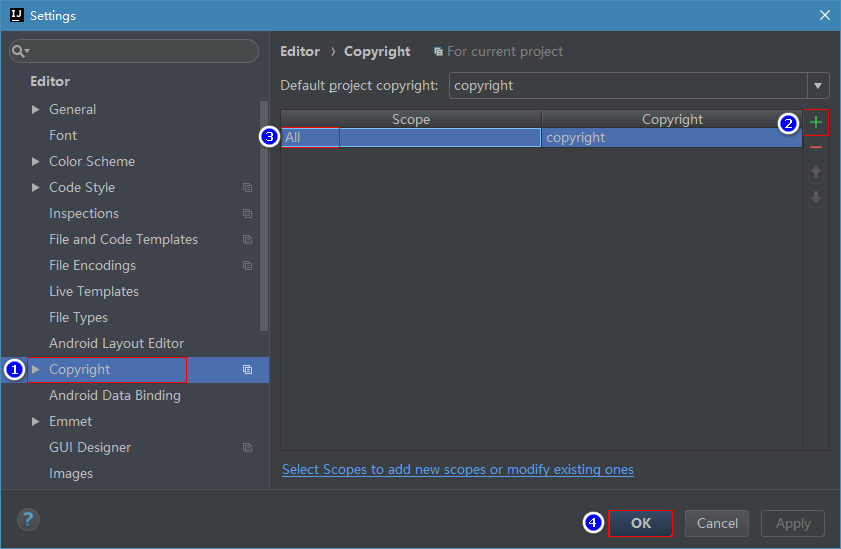 IJ Settings
Editor
General
Font
Color Scheme
Code Style
Inspections
File and Code Templates
File Encodings
Live Templates
File Types
Android Layout Editor
1 Copyright
Android Data Binding
Emmet
GUI Designer
Images
Editor › Copyright For current project
Default project copyright: copyright
Scope Copyright 2
3 All copyright
Select Scopes to add new scopes or modify existing ones
? 4 OK Cancel Apply